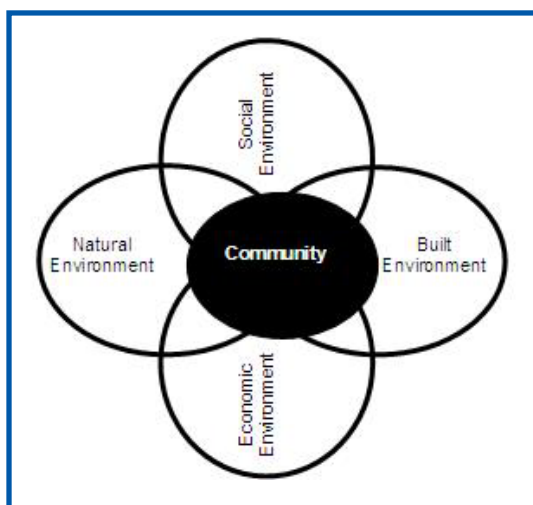 Social
Environment
Natural
Environment
Community
Built
Environment
Economic
Environment